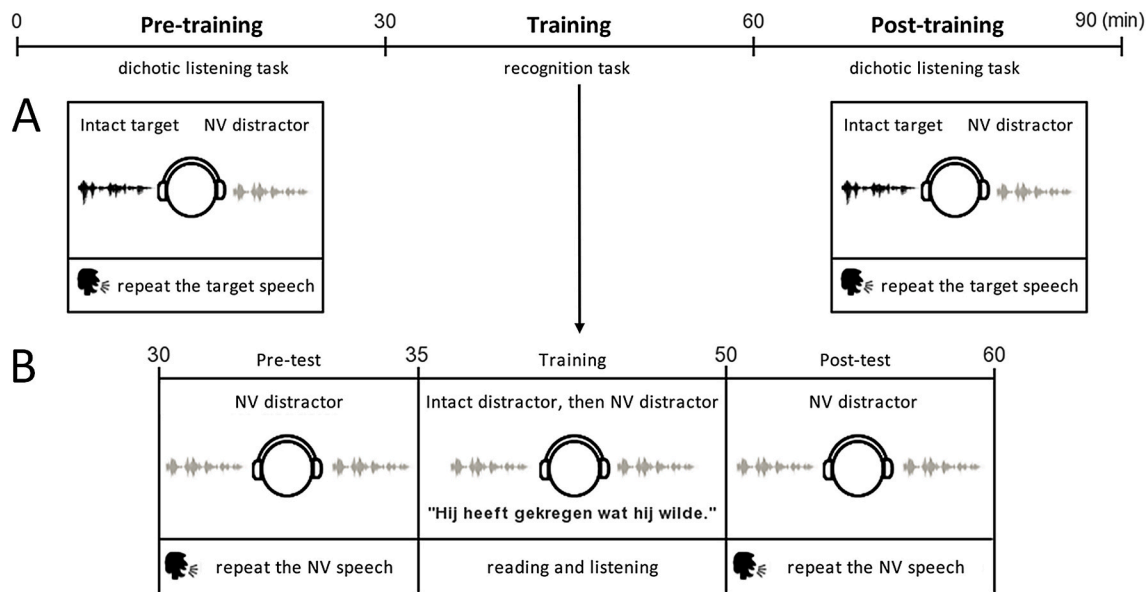 0 30 60 90 (min)
Pre-training Training Post-training
dichotic listening task recognition task dichotic listening task
A
Intact target NV distractor
repeat the target speech
Intact target NV distractor
repeat the target speech
B
30 35 50 60
Pre-test Training Post-test
NV distractor
Intact distractor, then NV distractor
NV distractor
"Hij heeft gekregen wat hij wilde."
repeat the NV speech
reading and listening
repeat the NV speech